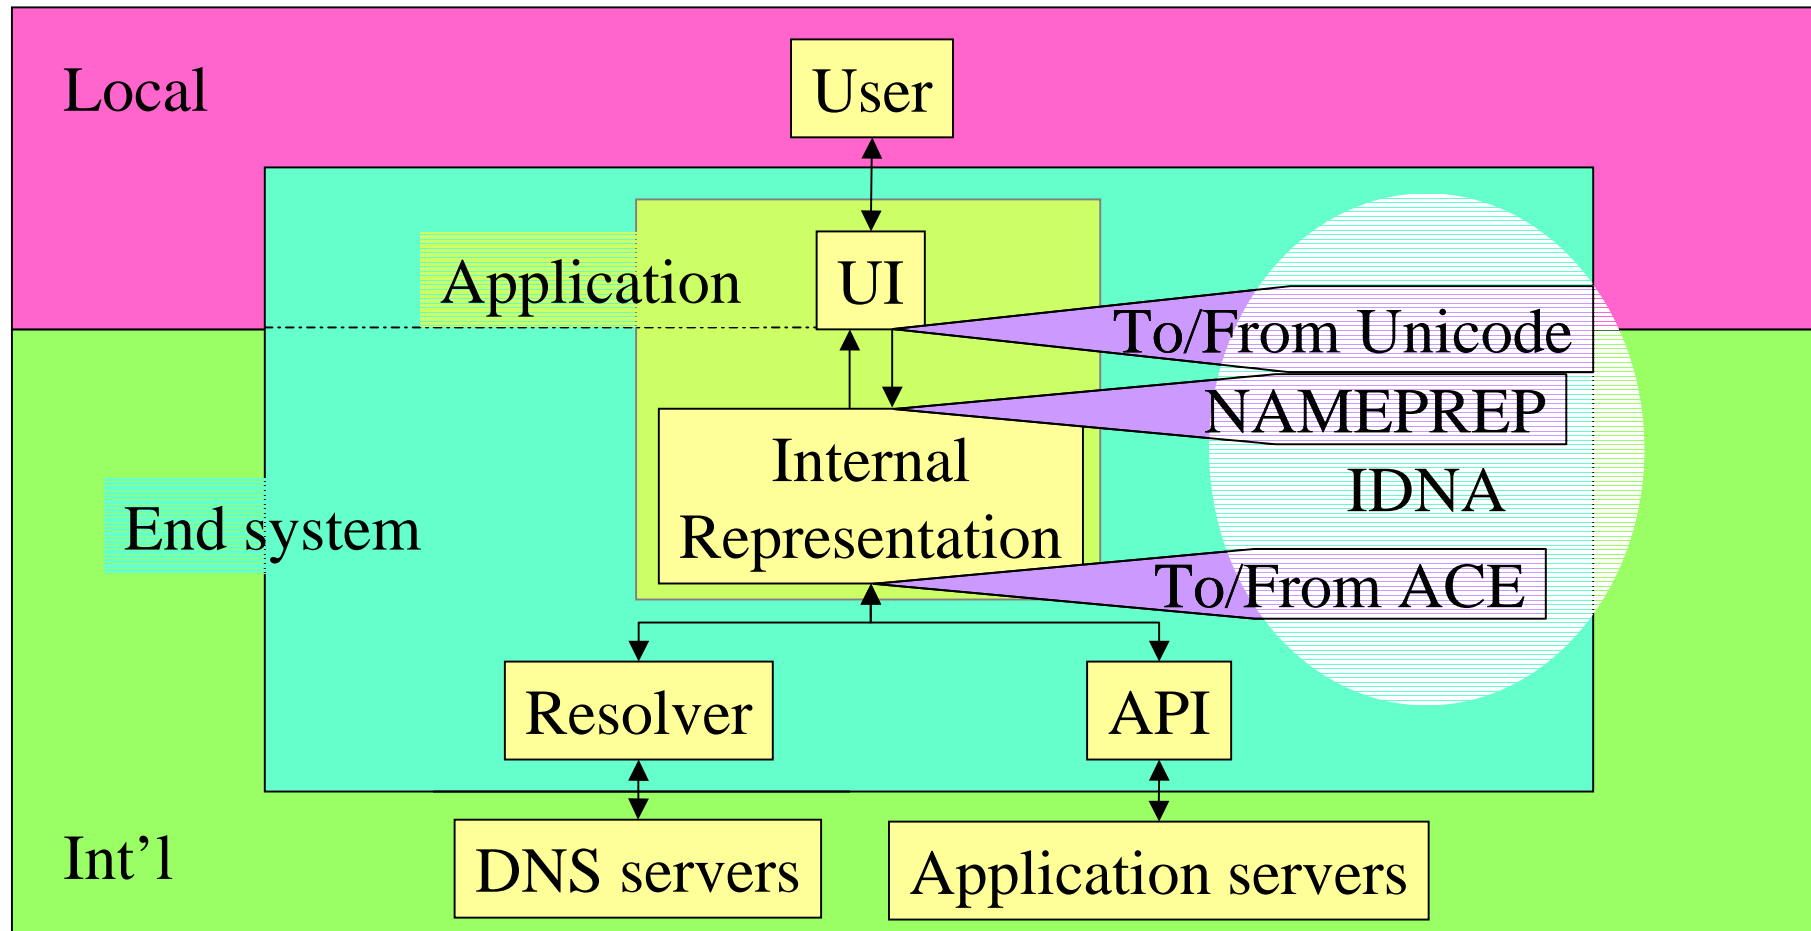 Local
User
Application
UI
To/From Unicode
NAMEPREP
Internal
Representation
IDNA
End system
To/From ACE
Resolver
API
Int’l
DNS servers
Application servers